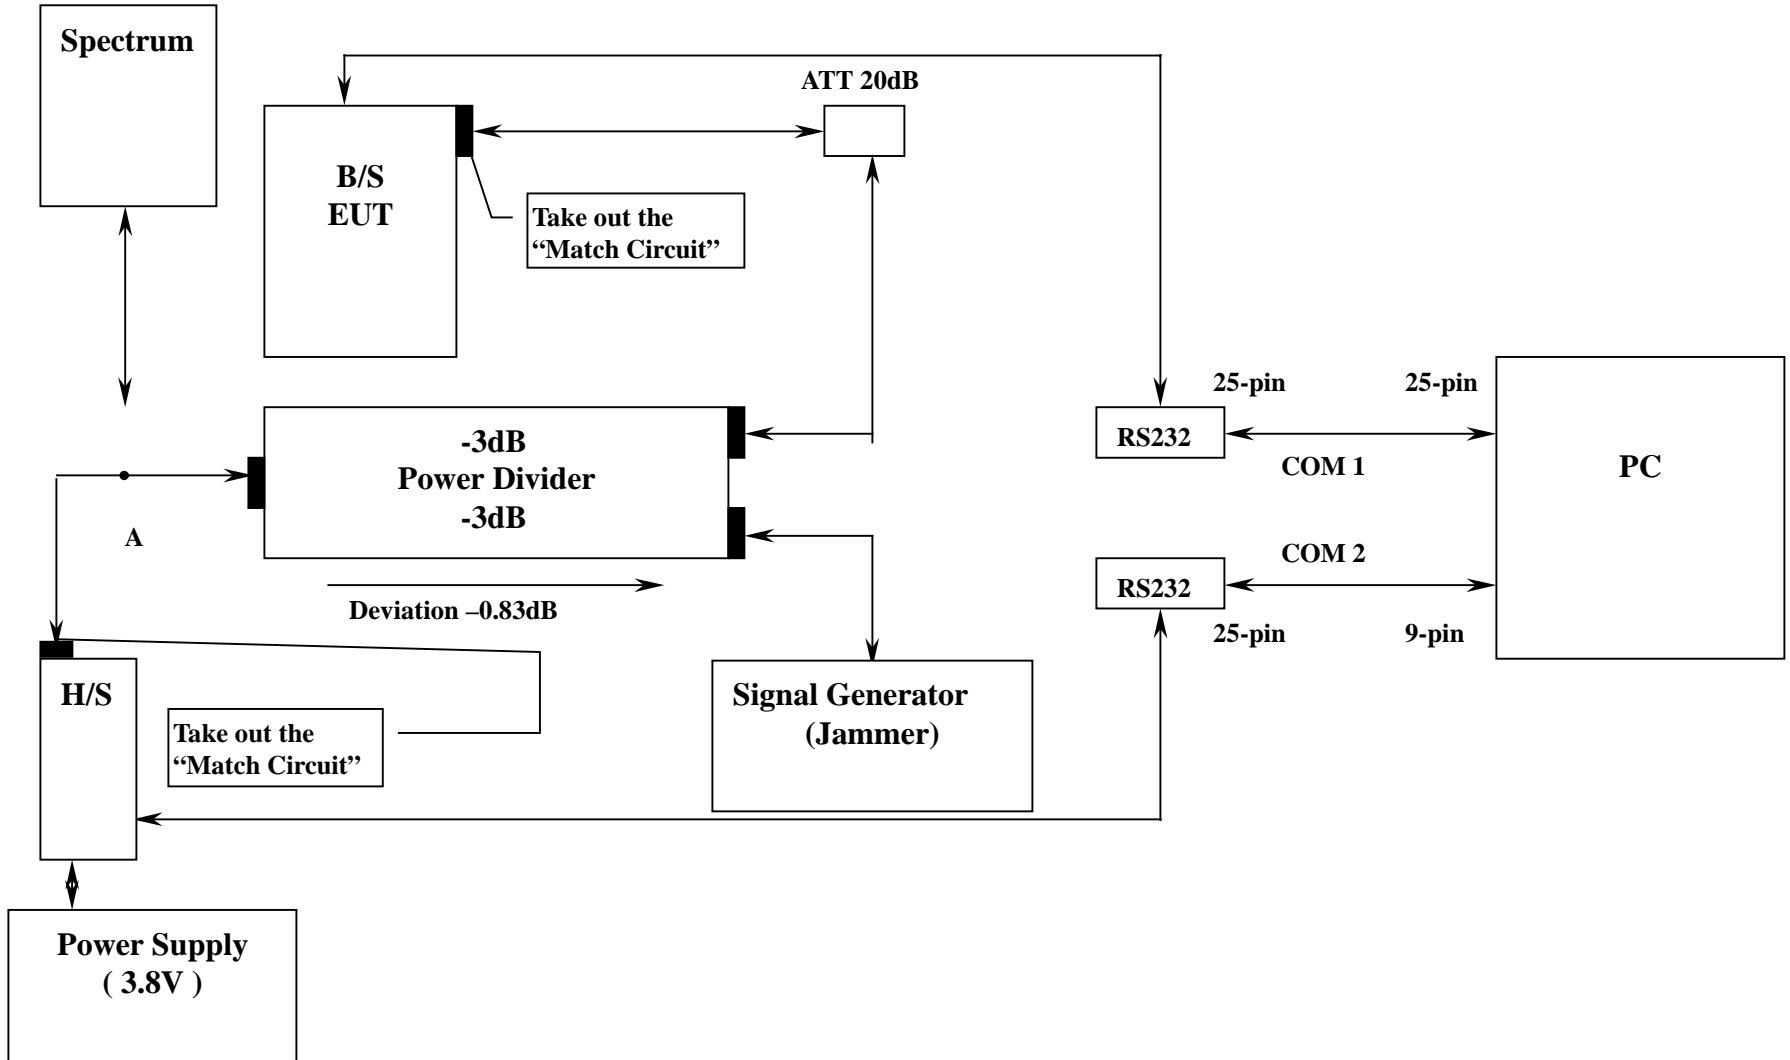 Spectrum
ATT 20dB
B/S
EUT
Take out the
“Match Circuit”
25-pin
25-pin
RS232
COM 1
PC
-3dB
Power Divider
-3dB
A
COM 2
RS232
25-pin
9-pin
Deviation –0.83dB
H/S
Signal Generator
(Jammer)
Take out the
“Match Circuit”
Power Supply
( 3.8V )